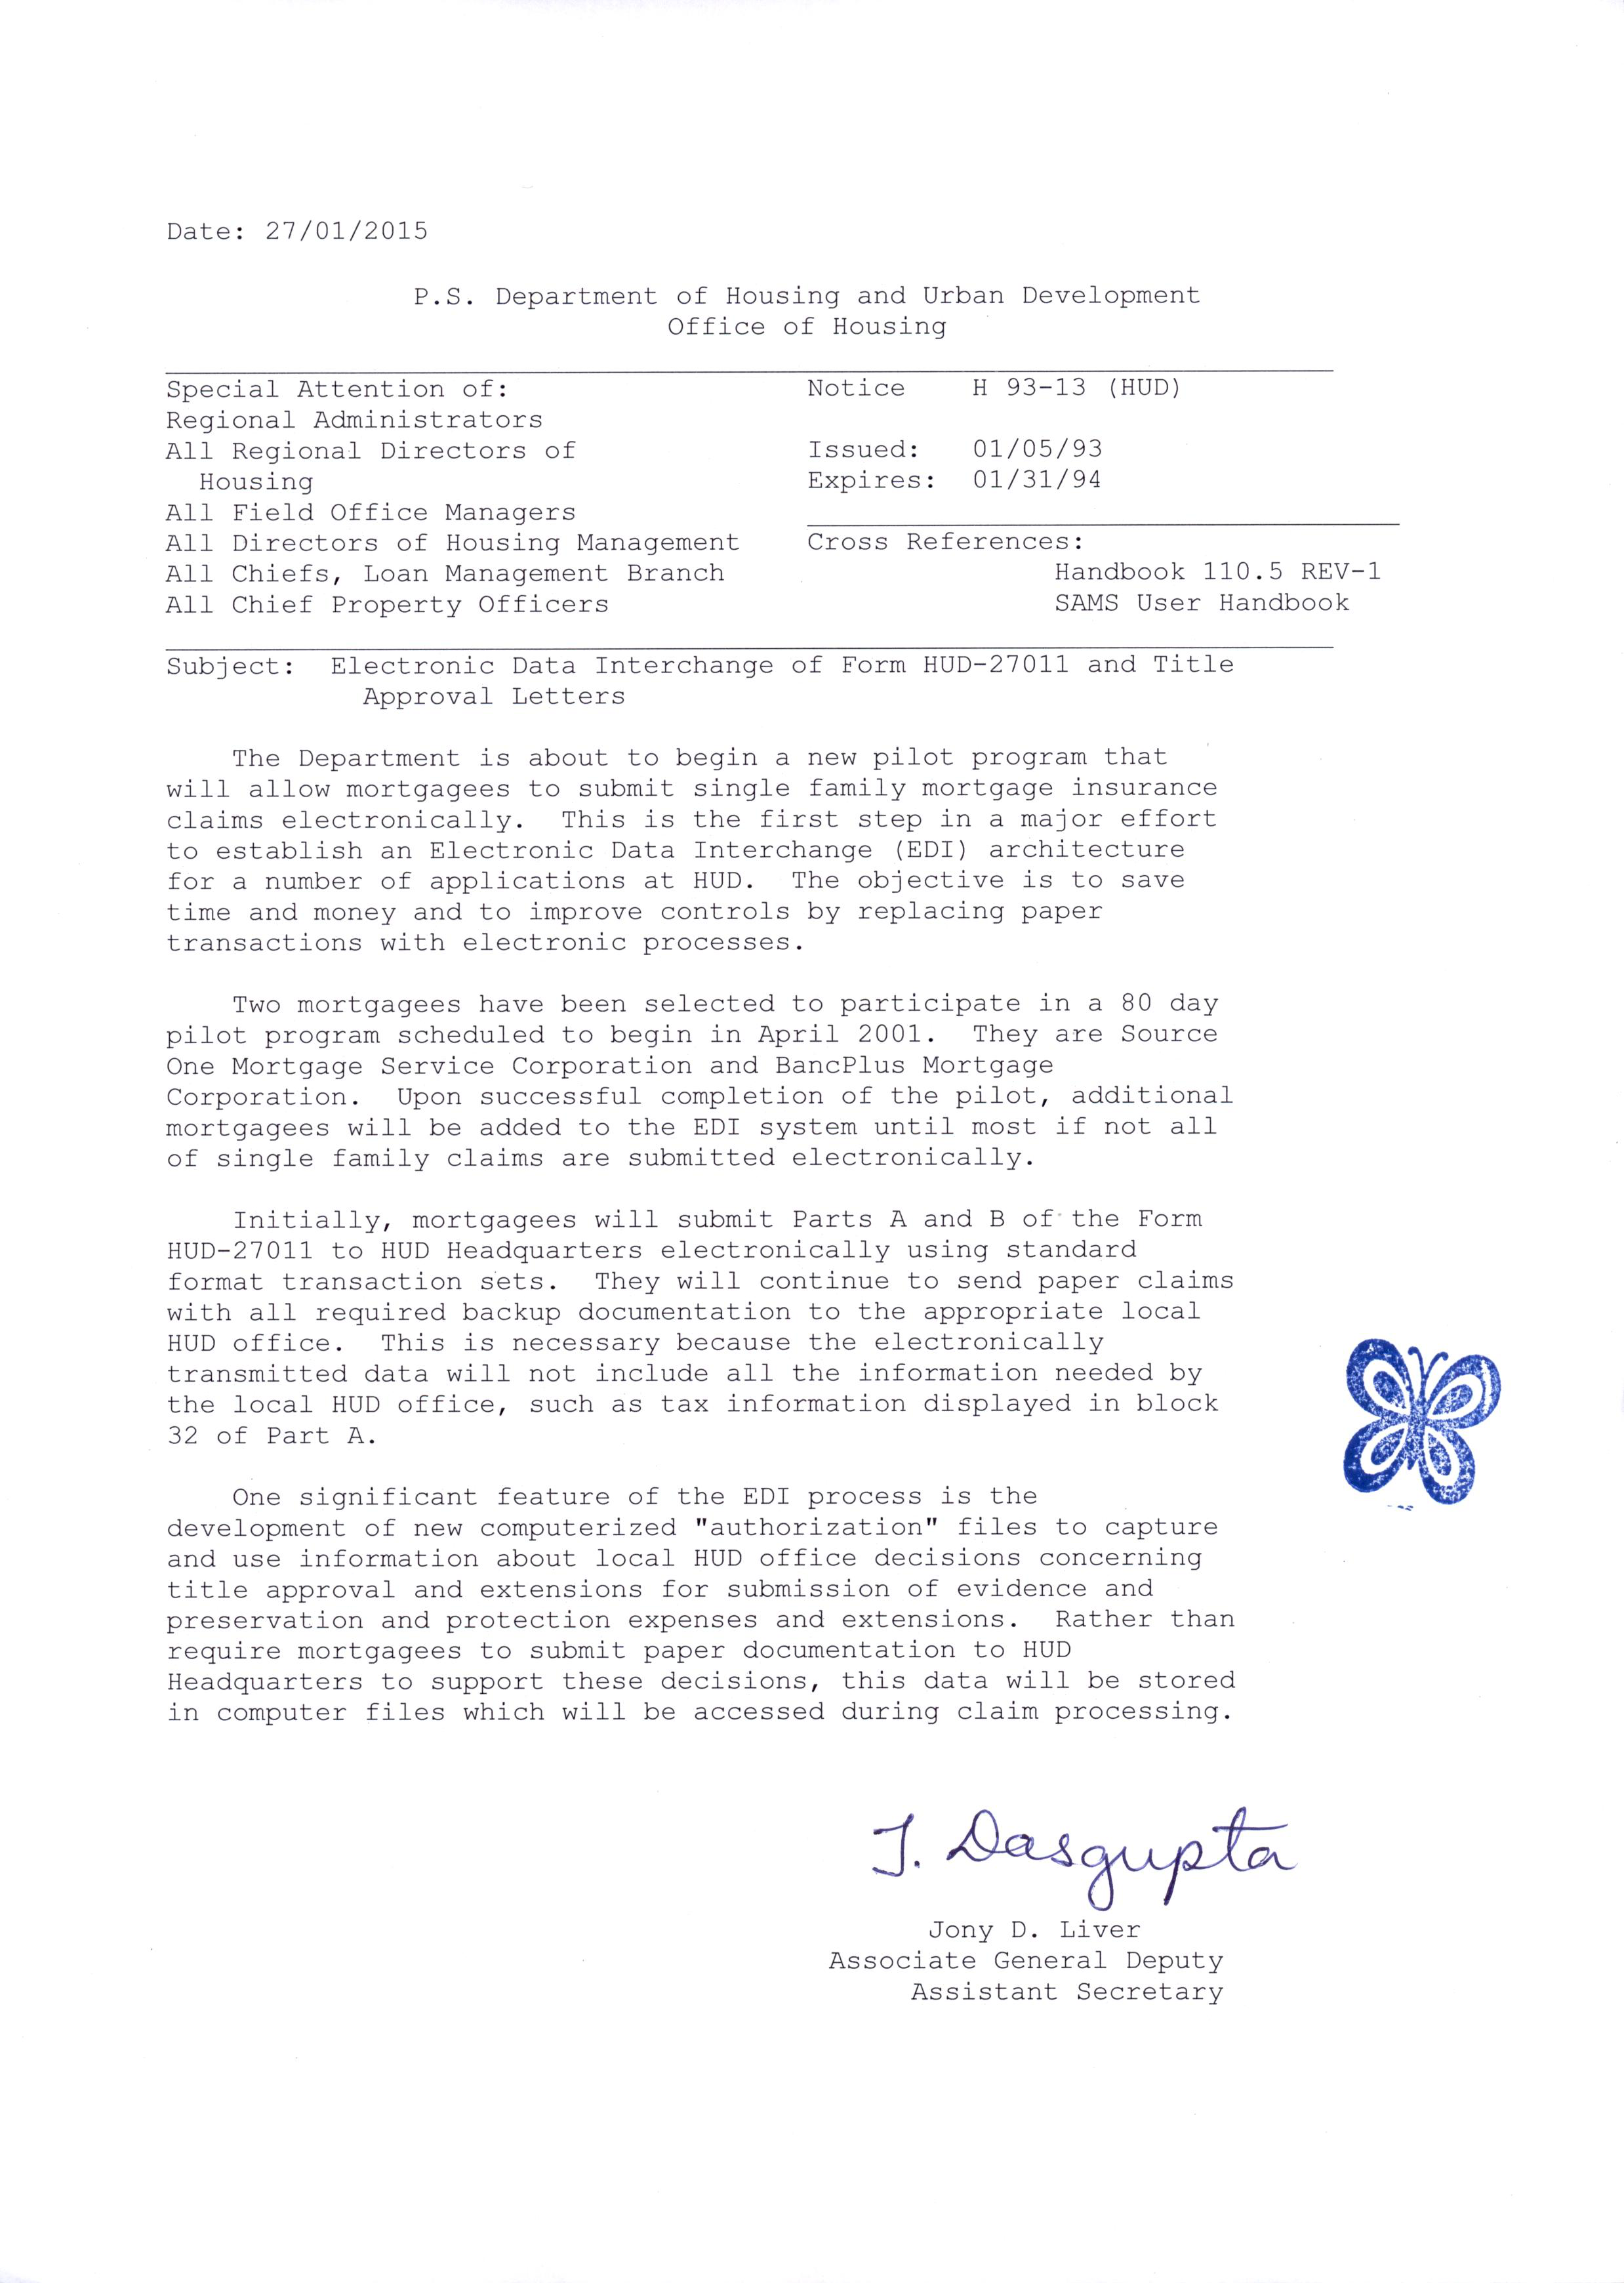 Date: 27/01/2015
P.S. Department of Housing and Urban Development
Office of Housing
Special Attention of: Notice H 93-13 (HUD)
Regional Administrators
All Regional Directors of Issued: 01/05/93
Housing Expires: 01/31/94
All Field Office Managers
All Directors of Housing Management Cross References:
All Chiefs, Loan Management Branch Handbook 110.5 REV-1
All Chief Property Officers SAMS User Handbook
Subject: Electronic Data Interchange of Form HUD-27011 and Title
Approval Letters
The Department is about to begin a new pilot program that
will allow mortgagees to submit single family mortgage insurance
claims electronically. This is the first step in a major effort
to establish an Electronic Data Interchange (EDI) architecture
for a number of applications at HUD. The objective is to save
time and money and to improve controls by replacing paper
transactions with electronic processes.
Two mortgagees have been selected to participate in a 80 day
pilot program scheduled to begin in April 2001. They are Source
One Mortgage Service Corporation and BancPlus Mortgage
Corporation. Upon successful completion of the pilot, additional
mortgagees will be added to the EDI system until most if not all
of single family claims are submitted electronically.
Initially, mortgagees will submit Parts A and B of the Form
HUD-27011 to HUD Headquarters electronically using standard
format transaction sets. They will continue to send paper claims
with all required backup documentation to the appropriate local
HUD office. This is necessary because the electronically
transmitted data will not include all the information needed by
the local HUD office, such as tax information displayed in block
32 of Part A.
One significant feature of the EDI process is the
development of new computerized "authorization" files to capture
and use information about local HUD office decisions concerning
title approval and extensions for submission of evidence and
preservation and protection expenses and extensions. Rather than
require mortgagees to submit paper documentation to HUD
Headquarters to support these decisions, this data will be stored
in computer files which will be accessed during claim processing.
J. Dasgupta
Jony D. Liver
Associate General Deputy
Assistant Secretary